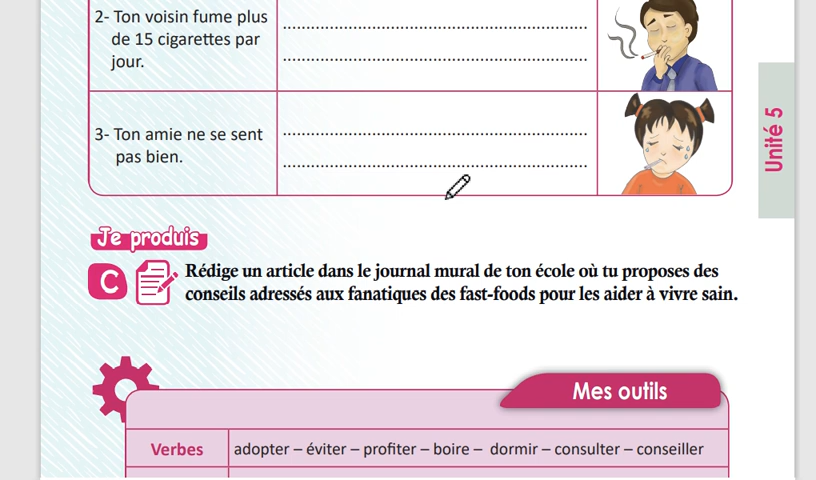 2- Ton voisin fume plus
de 15 cigarettes par
jour.
3- Ton amie ne se sent
pas bien.
Unité 5
Je produis
C
Rédige un article dans le journal mural de ton école où tu proposes des
conseils adressés aux fanatiques des fast-foods pour les aider à vivre sain.
Mes outils
Verbes
adopter – éviter – profiter – boire – dormir – consulter – conseiller